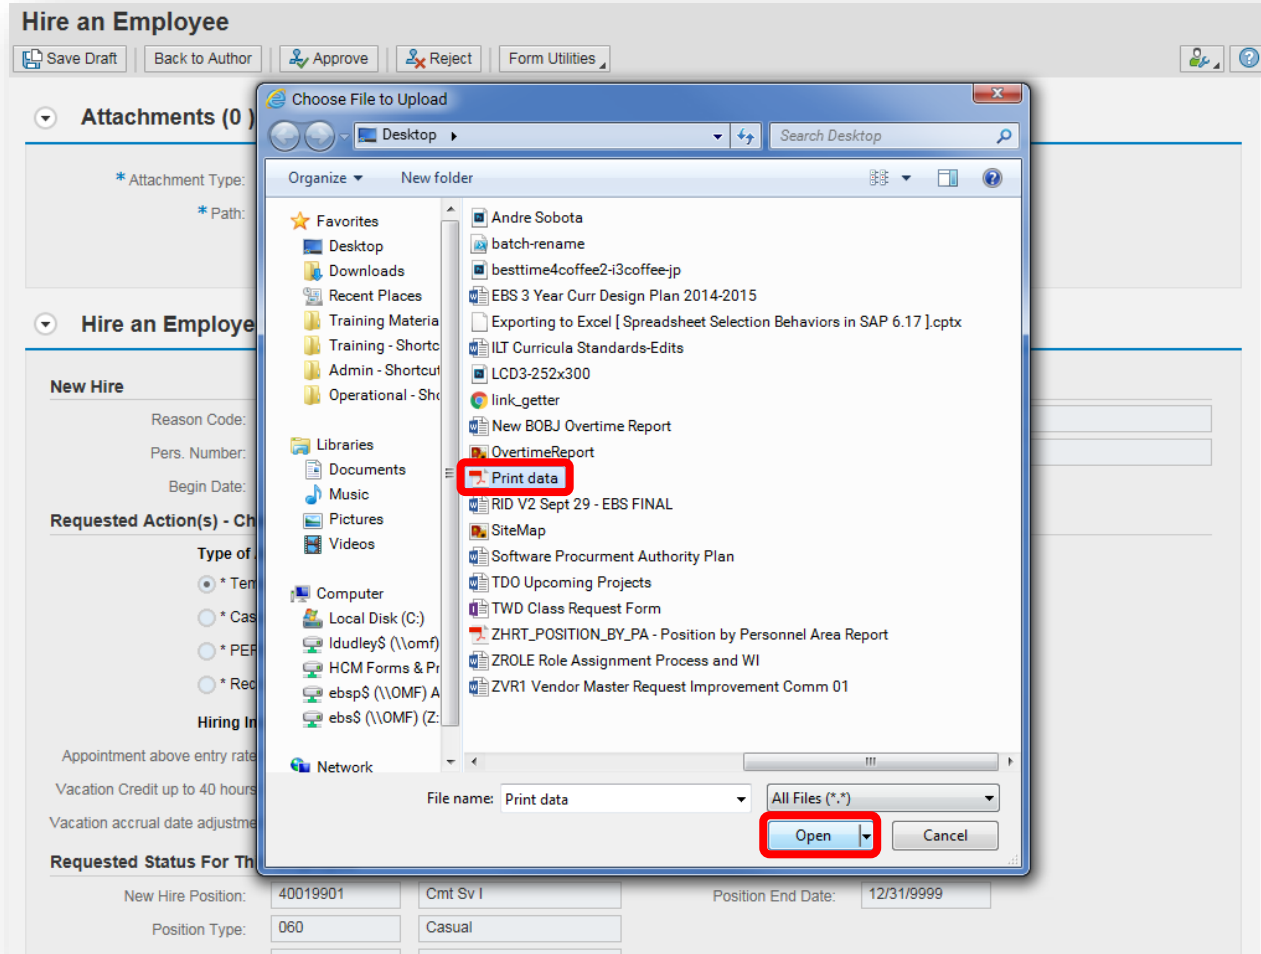 Hire an Employee
Save Draft
Back to Author
Approve
Reject
Form Utilities
Attachments (0 )
* Attachment Type:
* Path:
Hire an Employe
New Hire
Reason Code:
Pers. Number:
Begin Date:
Requested Action(s) - Ch
Type of
* Tem
* Cas
* PER
* Rec
Hiring In
Appointment above entry rate
Vacation Credit up to 40 hours
Vacation accrual date adjustme
Requested Status For Th
New Hire Position: 40019901 Cmt Sv I Position End Date: 12/31/9999
Position Type: 060 Casual
Choose File to Upload
Desktop
Search Desktop
Organize
New folder
Favorites
Desktop
Downloads
Recent Places
Training Materia
Training - Shortc
Admin - Shortcut
Operational - Sho
Libraries
Documents
Music
Pictures
Videos
Computer
Local Disk (C:)
ldudley$ (\\omf)
HCM Forms & Pr
ebsp$ (\\OMF) A
ebs$ (\\OMF) (Z:
Network
Andre Sobota
batch-rename
besttime4coffee2-i3coffee-jp
EBS 3 Year Curr Design Plan 2014-2015
Exporting to Excel [ Spreadsheet Selection Behaviors in SAP 6.17 ].cptx
ILT Curricula Standards-Edits
LCD3-252x300
link_getter
New BOBJ Overtime Report
OvertimeReport
Print data
RID V2 Sept 29 - EBS FINAL
SiteMap
Software Procurment Authority Plan
TDO Upcoming Projects
TWD Class Request Form
ZHRT_POSITION_BY_PA - Position by Personnel Area Report
ZROLE Role Assignment Process and WI
ZVR1 Vendor Master Request Improvement Comm 01
File name: Print data
All Files (*.*)
Open
Cancel